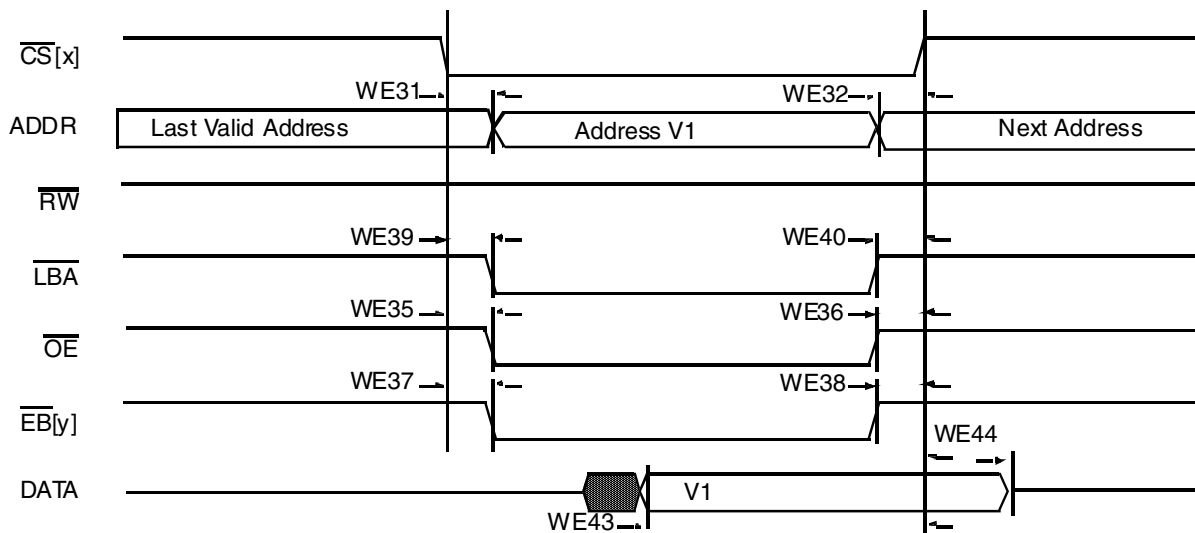 CS[x]
WE31
WE32
ADDR
Last Valid Address
Address V1
Next Address
RW
WE39
WE40
LBA
WE35
WE36
OE
WE37
WE38
EB[y]
WE44
DATA
V1
WE43